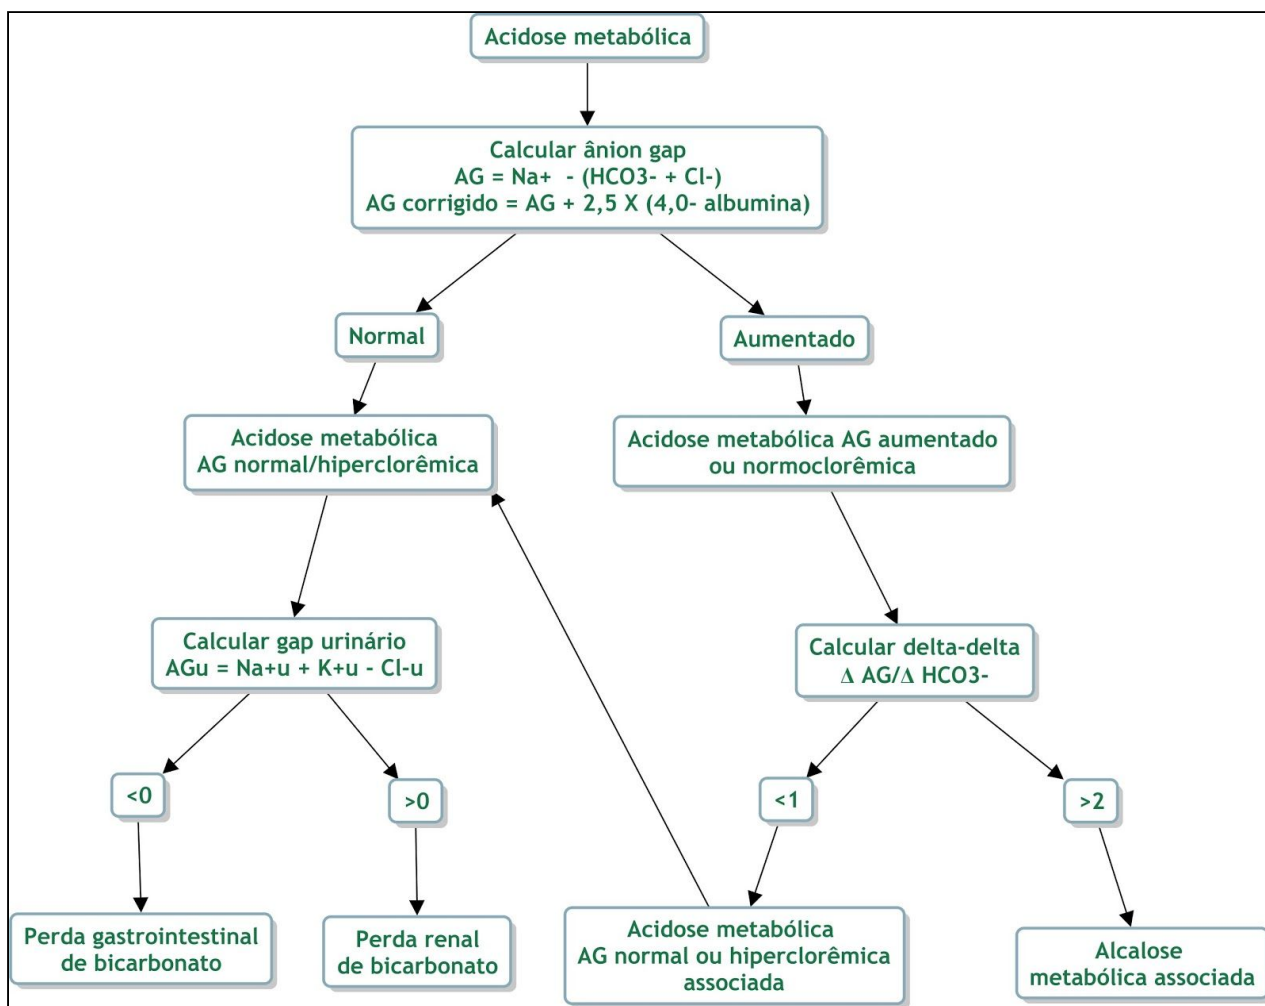 Acidose metabólica
Calcular ânion gap
AG = Na+ - (HCO3- + Cl-)
AG corrigido = AG + 2,5 X (4,0- albumina)
Normal
Aumentado
Acidose metabólica
AG normal/hiperclorêmica
Acidose metabólica AG aumentado
ou normoclorêmica
Calcular gap urinário
AGu = Na+u + K+u - Cl-u
Calcular delta-delta
Δ AG/Δ HCO3-
<0
>0
<1
>2
Perda gastrointestinal
de bicarbonato
Perda renal
de bicarbonato
Acidose metabólica
AG normal ou hiperclorêmica
associada
Alcalose
metabólica associada